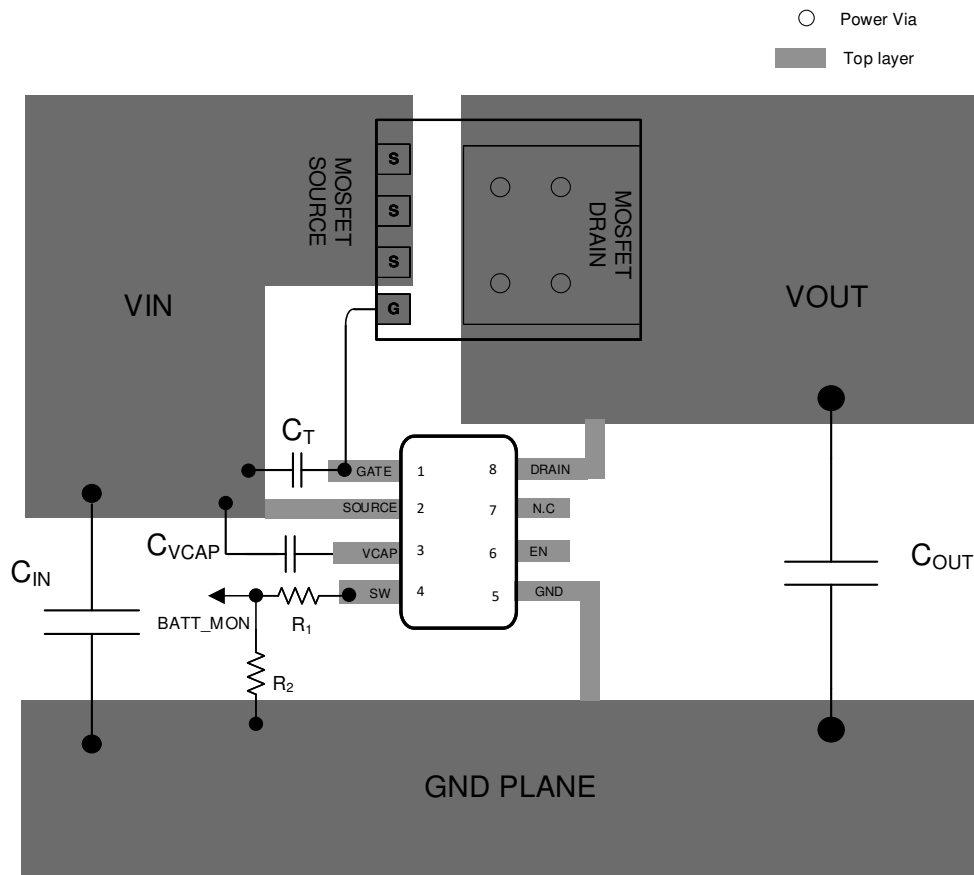 Power Via
Top layer
S
S
S
G
MOSFET
SOURCE
MOSFET
DRAIN
VIN
VOUT
CT
GATE 1
8 DRAIN
SOURCE 2
7 N.C
CVCAP
VCAP 3
6 EN
SW 4
5 GND
CIN
COUT
BATT_MON
R1
R2
GND PLANE